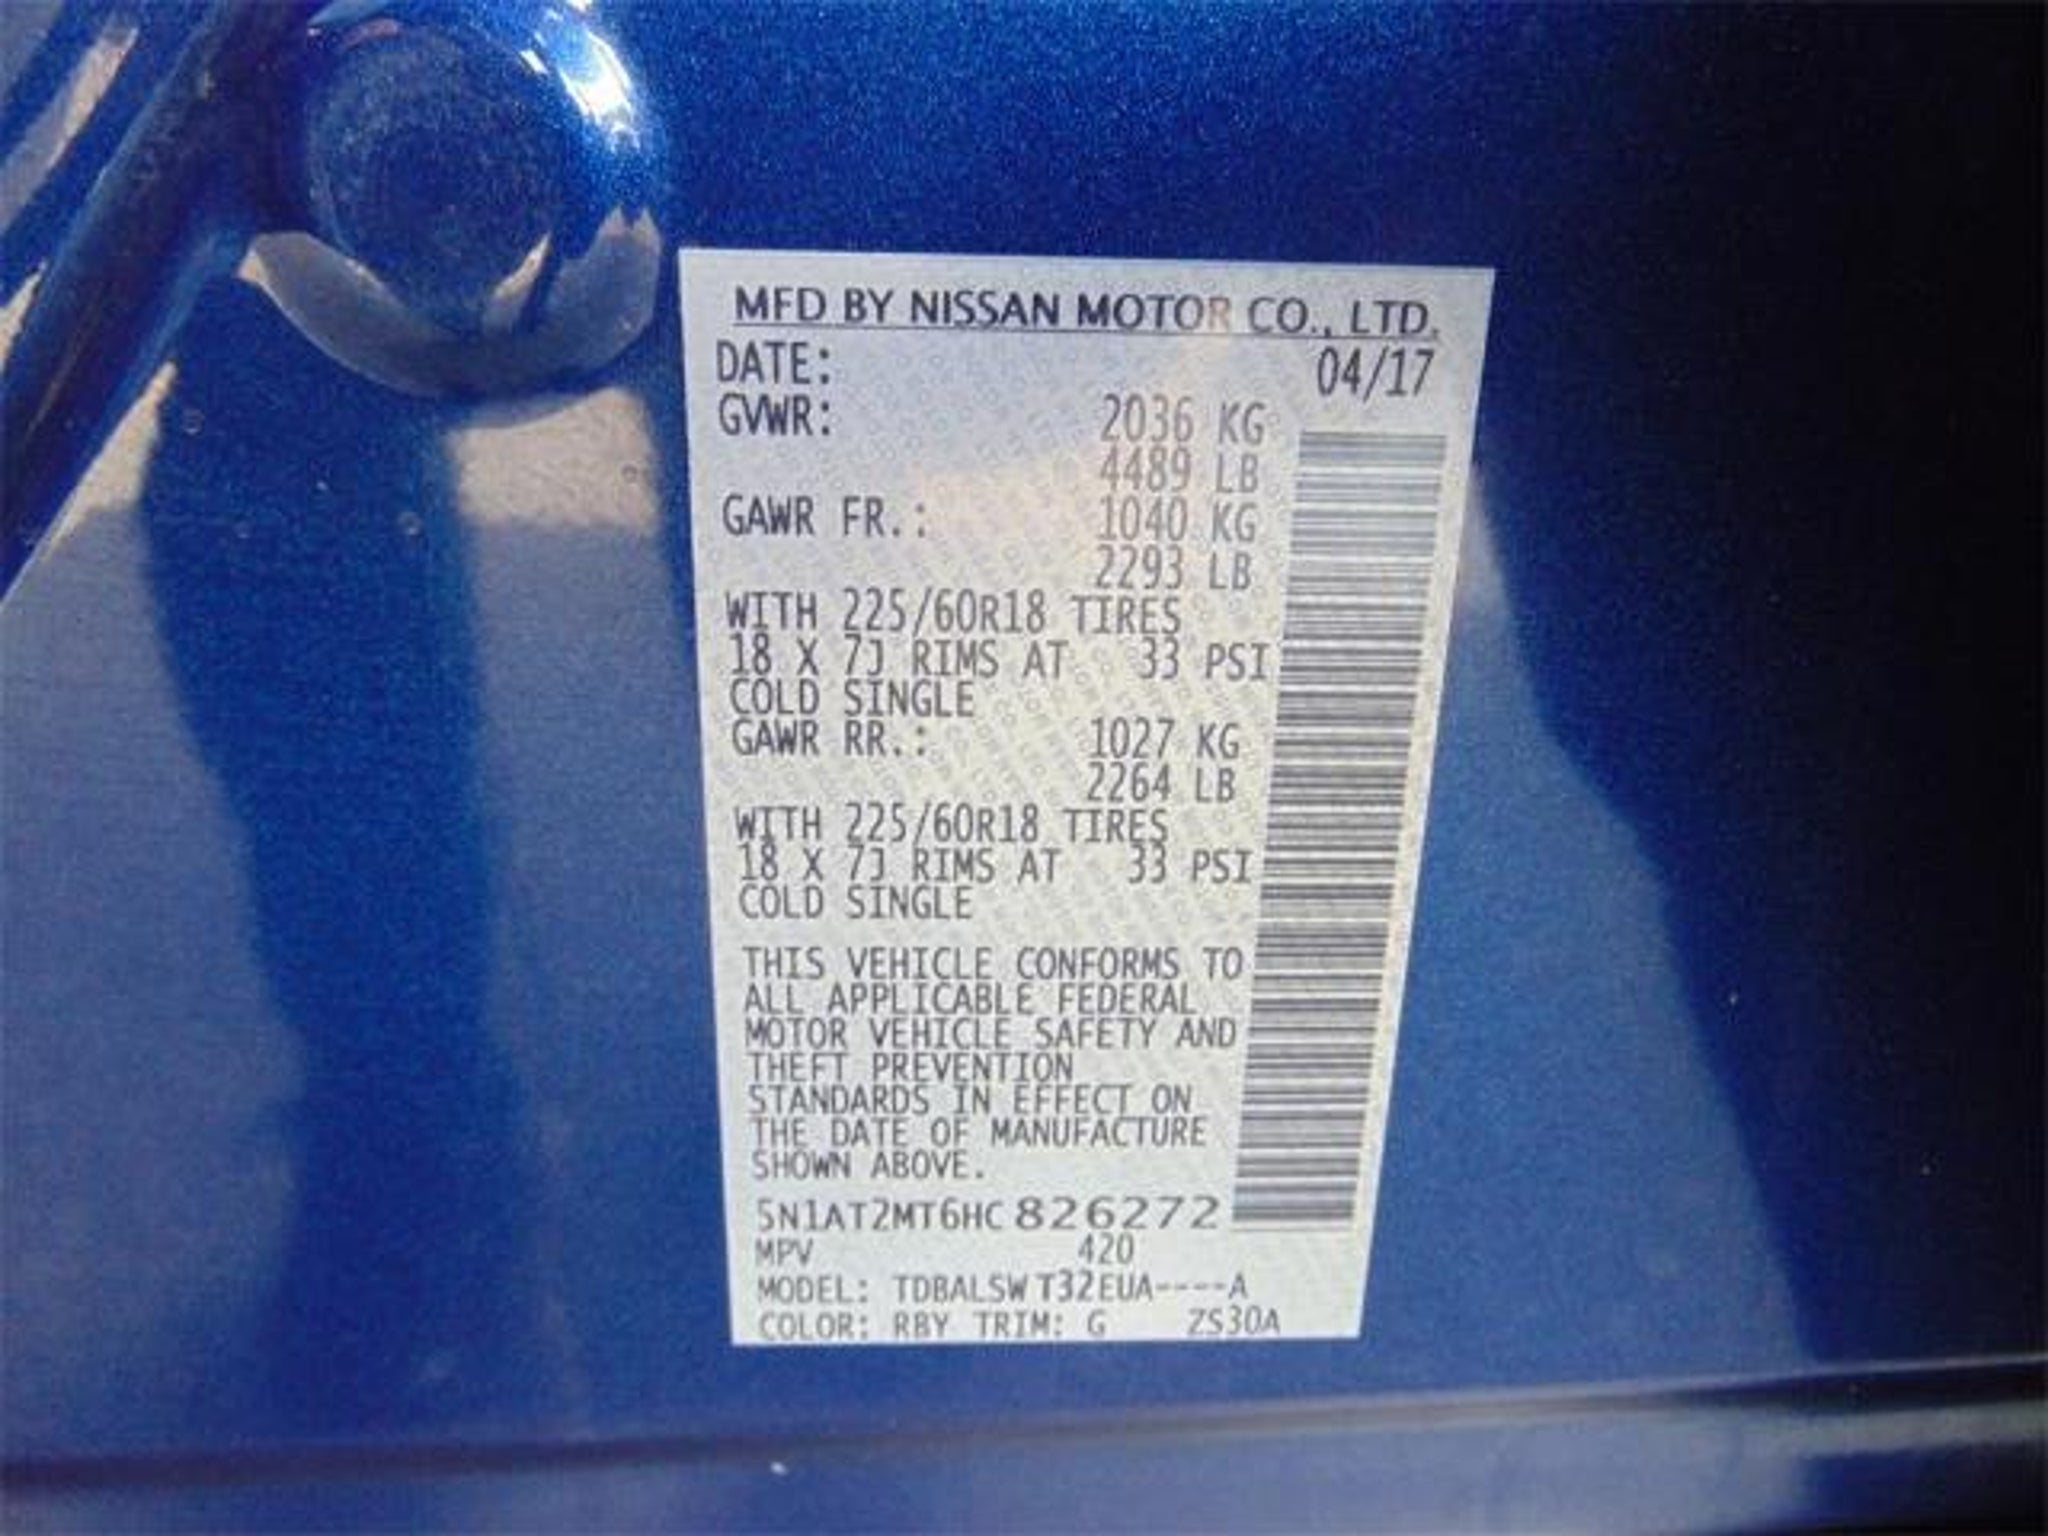 MFD BY NISSAN MOTOR CO., LTD.
DATE: 04/17
GVWR: 2036 KG
4489 LB
GAWR FR.: 1040 KG
2293 LB
WITH 225/60R18 TIRES
18 X 7J RIMS AT 33 PSI
COLD SINGLE
GAWR RR.: 1027 KG
2264 LB
WITH 225/60R18 TIRES
18 X 7J RIMS AT 33 PSI
COLD SINGLE
THIS VEHICLE CONFORMS TO
ALL APPLICABLE FEDERAL
MOTOR VEHICLE SAFETY AND
THEFT PREVENTION
STANDARDS IN EFFECT ON
THE DATE OF MANUFACTURE
SHOWN ABOVE.
5N1AT2MT6HC826272
MPV 420
MODEL: TDBALSW T32EUA----A
COLOR: RBY TRIM: G ZS30A